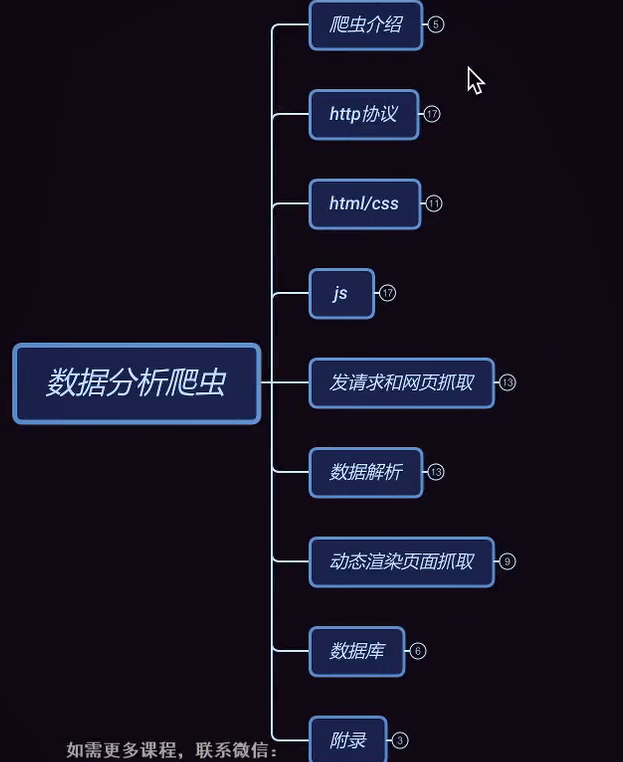 爬虫介绍 5
http协议 17
html/css 11
js 17
数据分析爬虫
发请求和网页抓取 13
数据解析 13
动态渲染页面抓取 9
数据库 6
附录 3
如需更多课程，联系微信：